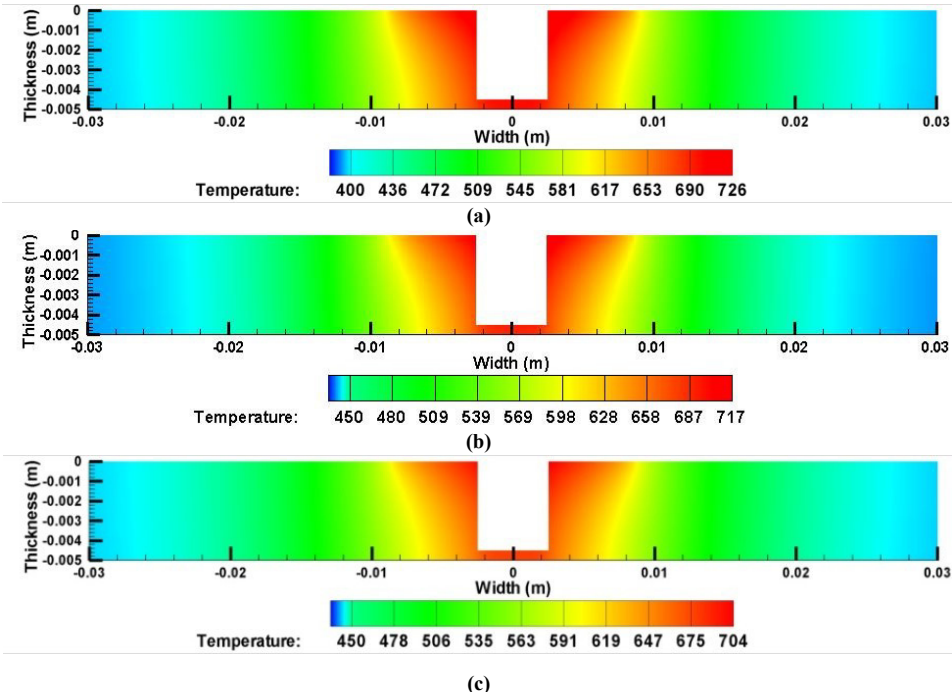 Thickness (m)
0
-0.001
-0.002
-0.003
-0.004
-0.005
-0.03 -0.02 -0.01 0 0.01 0.02 0.03
Width (m)
Temperature: 400 436 472 509 545 581 617 653 690 726
(a)
Thickness (m)
0
-0.001
-0.002
-0.003
-0.004
-0.005
-0.03 -0.02 -0.01 0 0.01 0.02 0.03
Width (m)
Temperature: 450 480 509 539 569 598 628 658 687 717
(b)
Thickness (m)
0
-0.001
-0.002
-0.003
-0.004
-0.005
-0.03 -0.02 -0.01 0 0.01 0.02 0.03
Width (m)
Temperature: 450 478 506 535 563 591 619 647 675 704
(c)